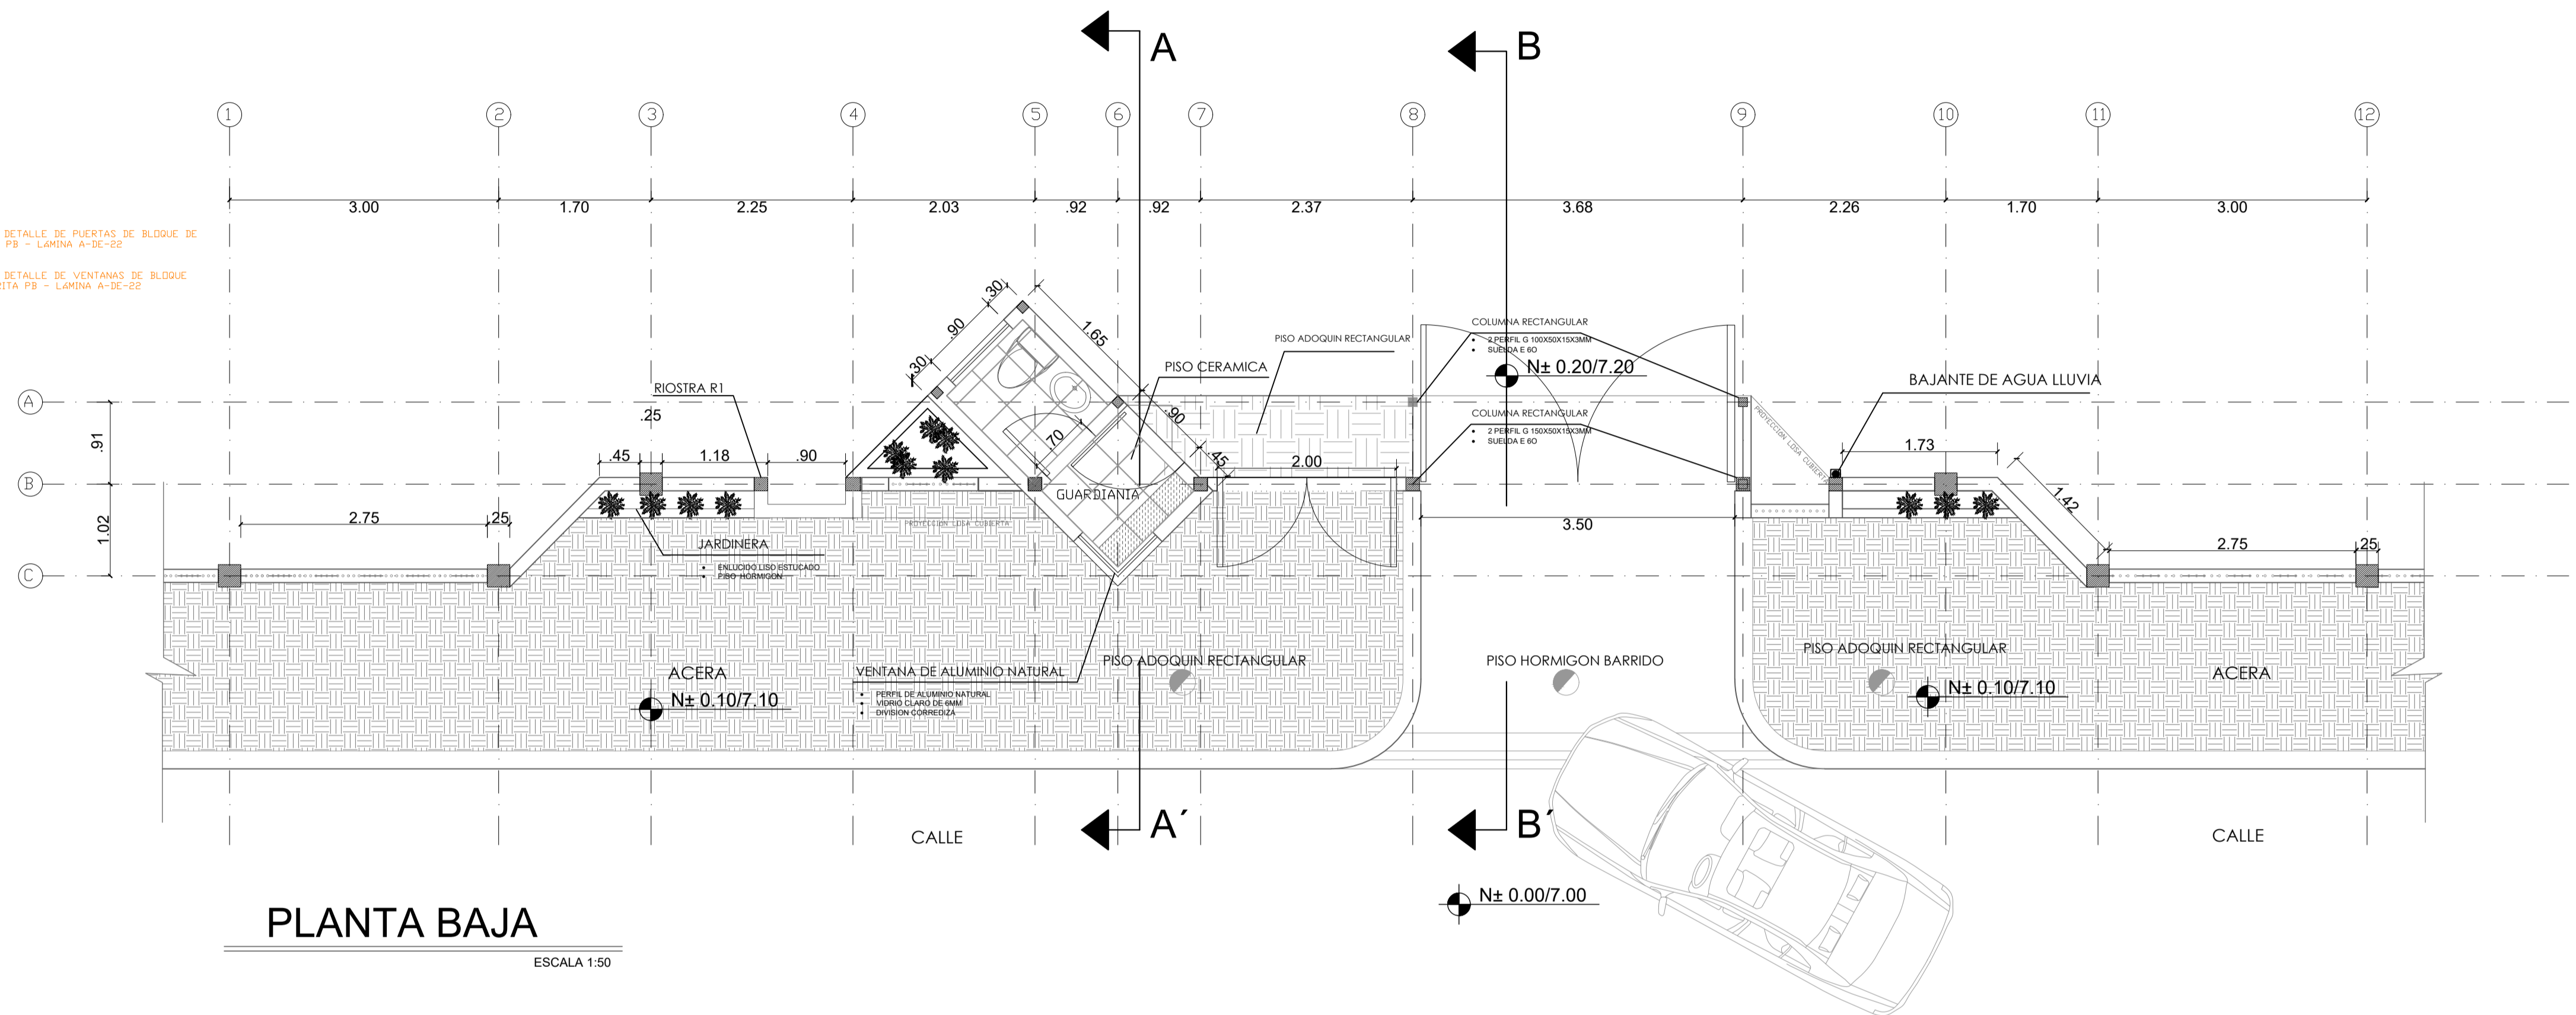 A
B
1
2
3
4
5
6
7
8
9
10
11
12
3.00
1.70
2.25
2.03
.92
.92
2.37
3.68
2.26
1.70
3.00
DETALLE DE PUERTAS DE BLOQUE DE
PB - LAMINA A-DE-22
DETALLE DE VENTANAS DE BLOQUE
RITA PB - LAMINA A-DE-22
.30
.90
.30
1.65
PISO ADOQUIN RECTANGULAR
COLUMNA RECTANGULAR
• 2 PERFIL G 100X50X15X3MM
• SUELDA E 60
N± 0.20/7.20
PISO CERAMICA
RIOSTRA R1
BAJANTE DE AGUA LLUVIA
A
.25
.90
.70
COLUMNA RECTANGULAR
• 2 PERFIL G 150X50X15X3MM
• SUELDA E 60
PROYECCION LOSA CUBIERTA
.91
.45
1.18
.90
.45
2.00
1.73
B
GUARDIANIA
1.42
1.02
2.75
.25
PROYECCION LOSA CUBIERTA
3.50
2.75
.25
JARDINERA
• ENLUCIDO LISO ESTUCADO
• PISO HORMIGON
C
ACERA
N± 0.10/7.10
VENTANA DE ALUMINIO NATURAL
• PERFIL DE ALUMINIO NATURAL
• VIDRIO CLARO DE 6MM
• DIVISION CORREDIZA
PISO ADOQUIN RECTANGULAR
PISO HORMIGON BARRIDO
PISO ADOQUIN RECTANGULAR
N± 0.10/7.10
ACERA
CALLE
A´
B´
CALLE
N± 0.00/7.00
PLANTA BAJA
ESCALA 1:50